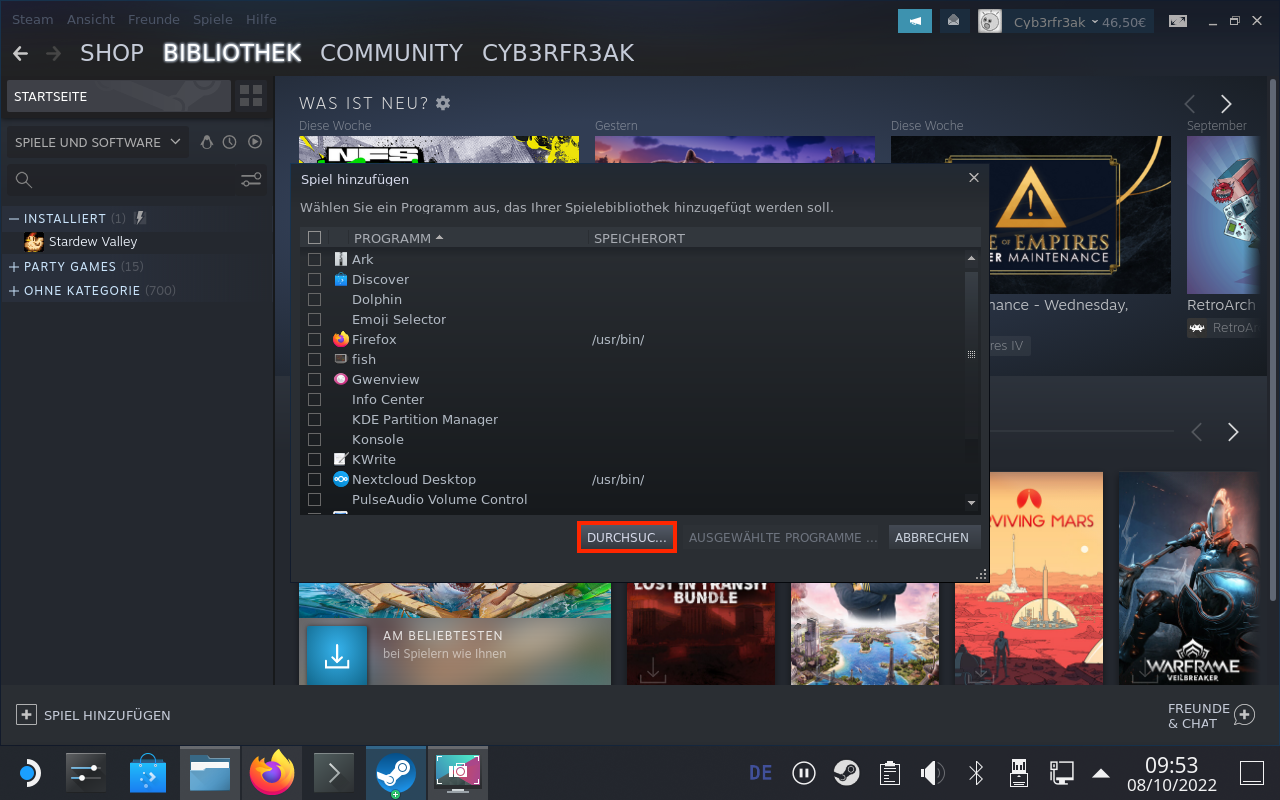 Steam Ansicht Freunde Spiele Hilfe
Cyb3rfr3ak 46,50€
SHOP BIBLIOTHEK COMMUNITY CYB3RFR3AK
STARTSEITE
SPIELE UND SOFTWARE
INSTALLIERT (1)
Stardew Valley
PARTY GAMES (15)
OHNE KATEGORIE (700)
WAS IST NEU?
Diese Woche
Gestern
Diese Woche
September
NFS
E OF EMPIRES
ER MAINTENANCE
nance - Wednesday,
res IV
RetroArch
RetroAr
Spiel hinzufügen
Wählen Sie ein Programm aus, das Ihrer Spielebibliothek hinzugefügt werden soll.
PROGRAMM SPEICHERORT
Ark
Discover
Dolphin
Emoji Selector
Firefox /usr/bin/
fish
Gwenview
Info Center
KDE Partition Manager
Konsole
KWrite
Nextcloud Desktop /usr/bin/
PulseAudio Volume Control
DURCHSUC... AUSGEWÄHLTE PROGRAMME ... ABBRECHEN
AM BELIEBTESTEN
bei Spielern wie Ihnen
LOST IN TRANSIT
BUNDLE
VIVING MARS
WARFRAME
VEILBREAKER
SPIEL HINZUFÜGEN
FREUNDE
& CHAT
DE
09:53
08/10/2022